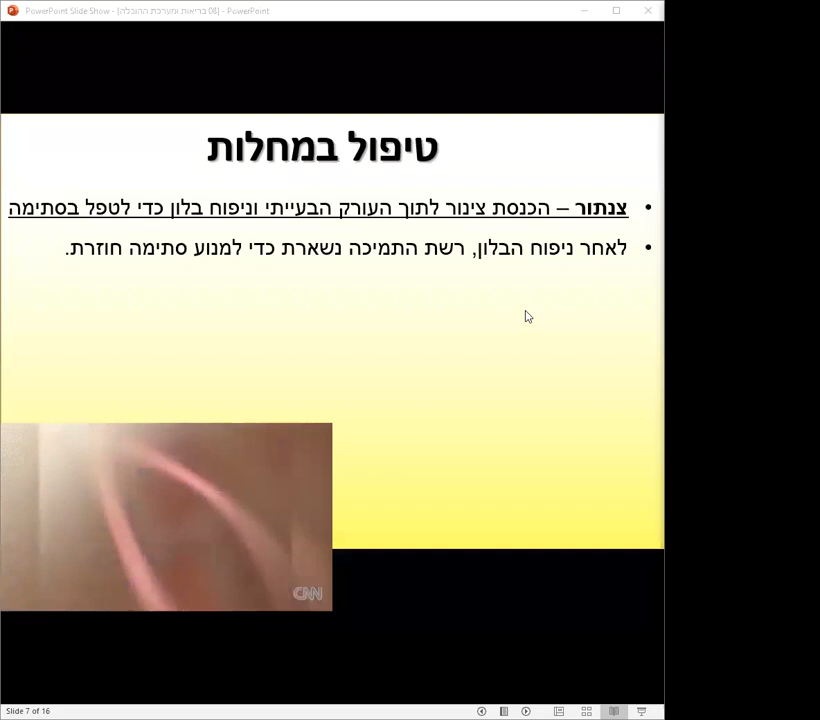 PowerPoint Slide Show - [08 בריאות ומערכת ההובלה] - PowerPoint
טיפול במחלות
• צנתור – הכנסת צינור לתוך העורק הבעייתי וניפוח בלון כדי לטפל בסתימה
• לאחר ניפוח הבלון, רשת התמיכה נשארת כדי למנוע סתימה חוזרת.
CNN
Slide 7 of 16